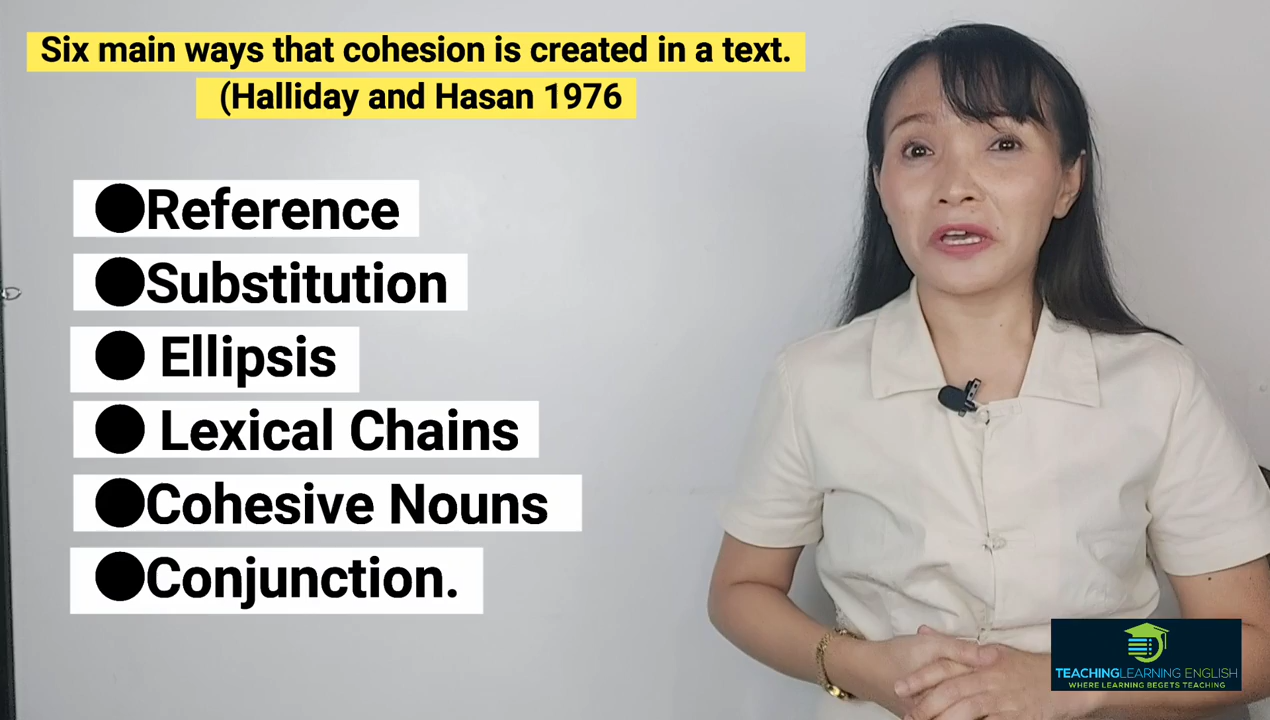 Six main ways that cohesion is created in a text.
(Halliday and Hasan 1976
●Reference
●Substitution
● Ellipsis
● Lexical Chains
●Cohesive Nouns
●Conjunction.
TEACHINGLEARNING ENGLISH
WHERE LEARNING BEGETS TEACHING